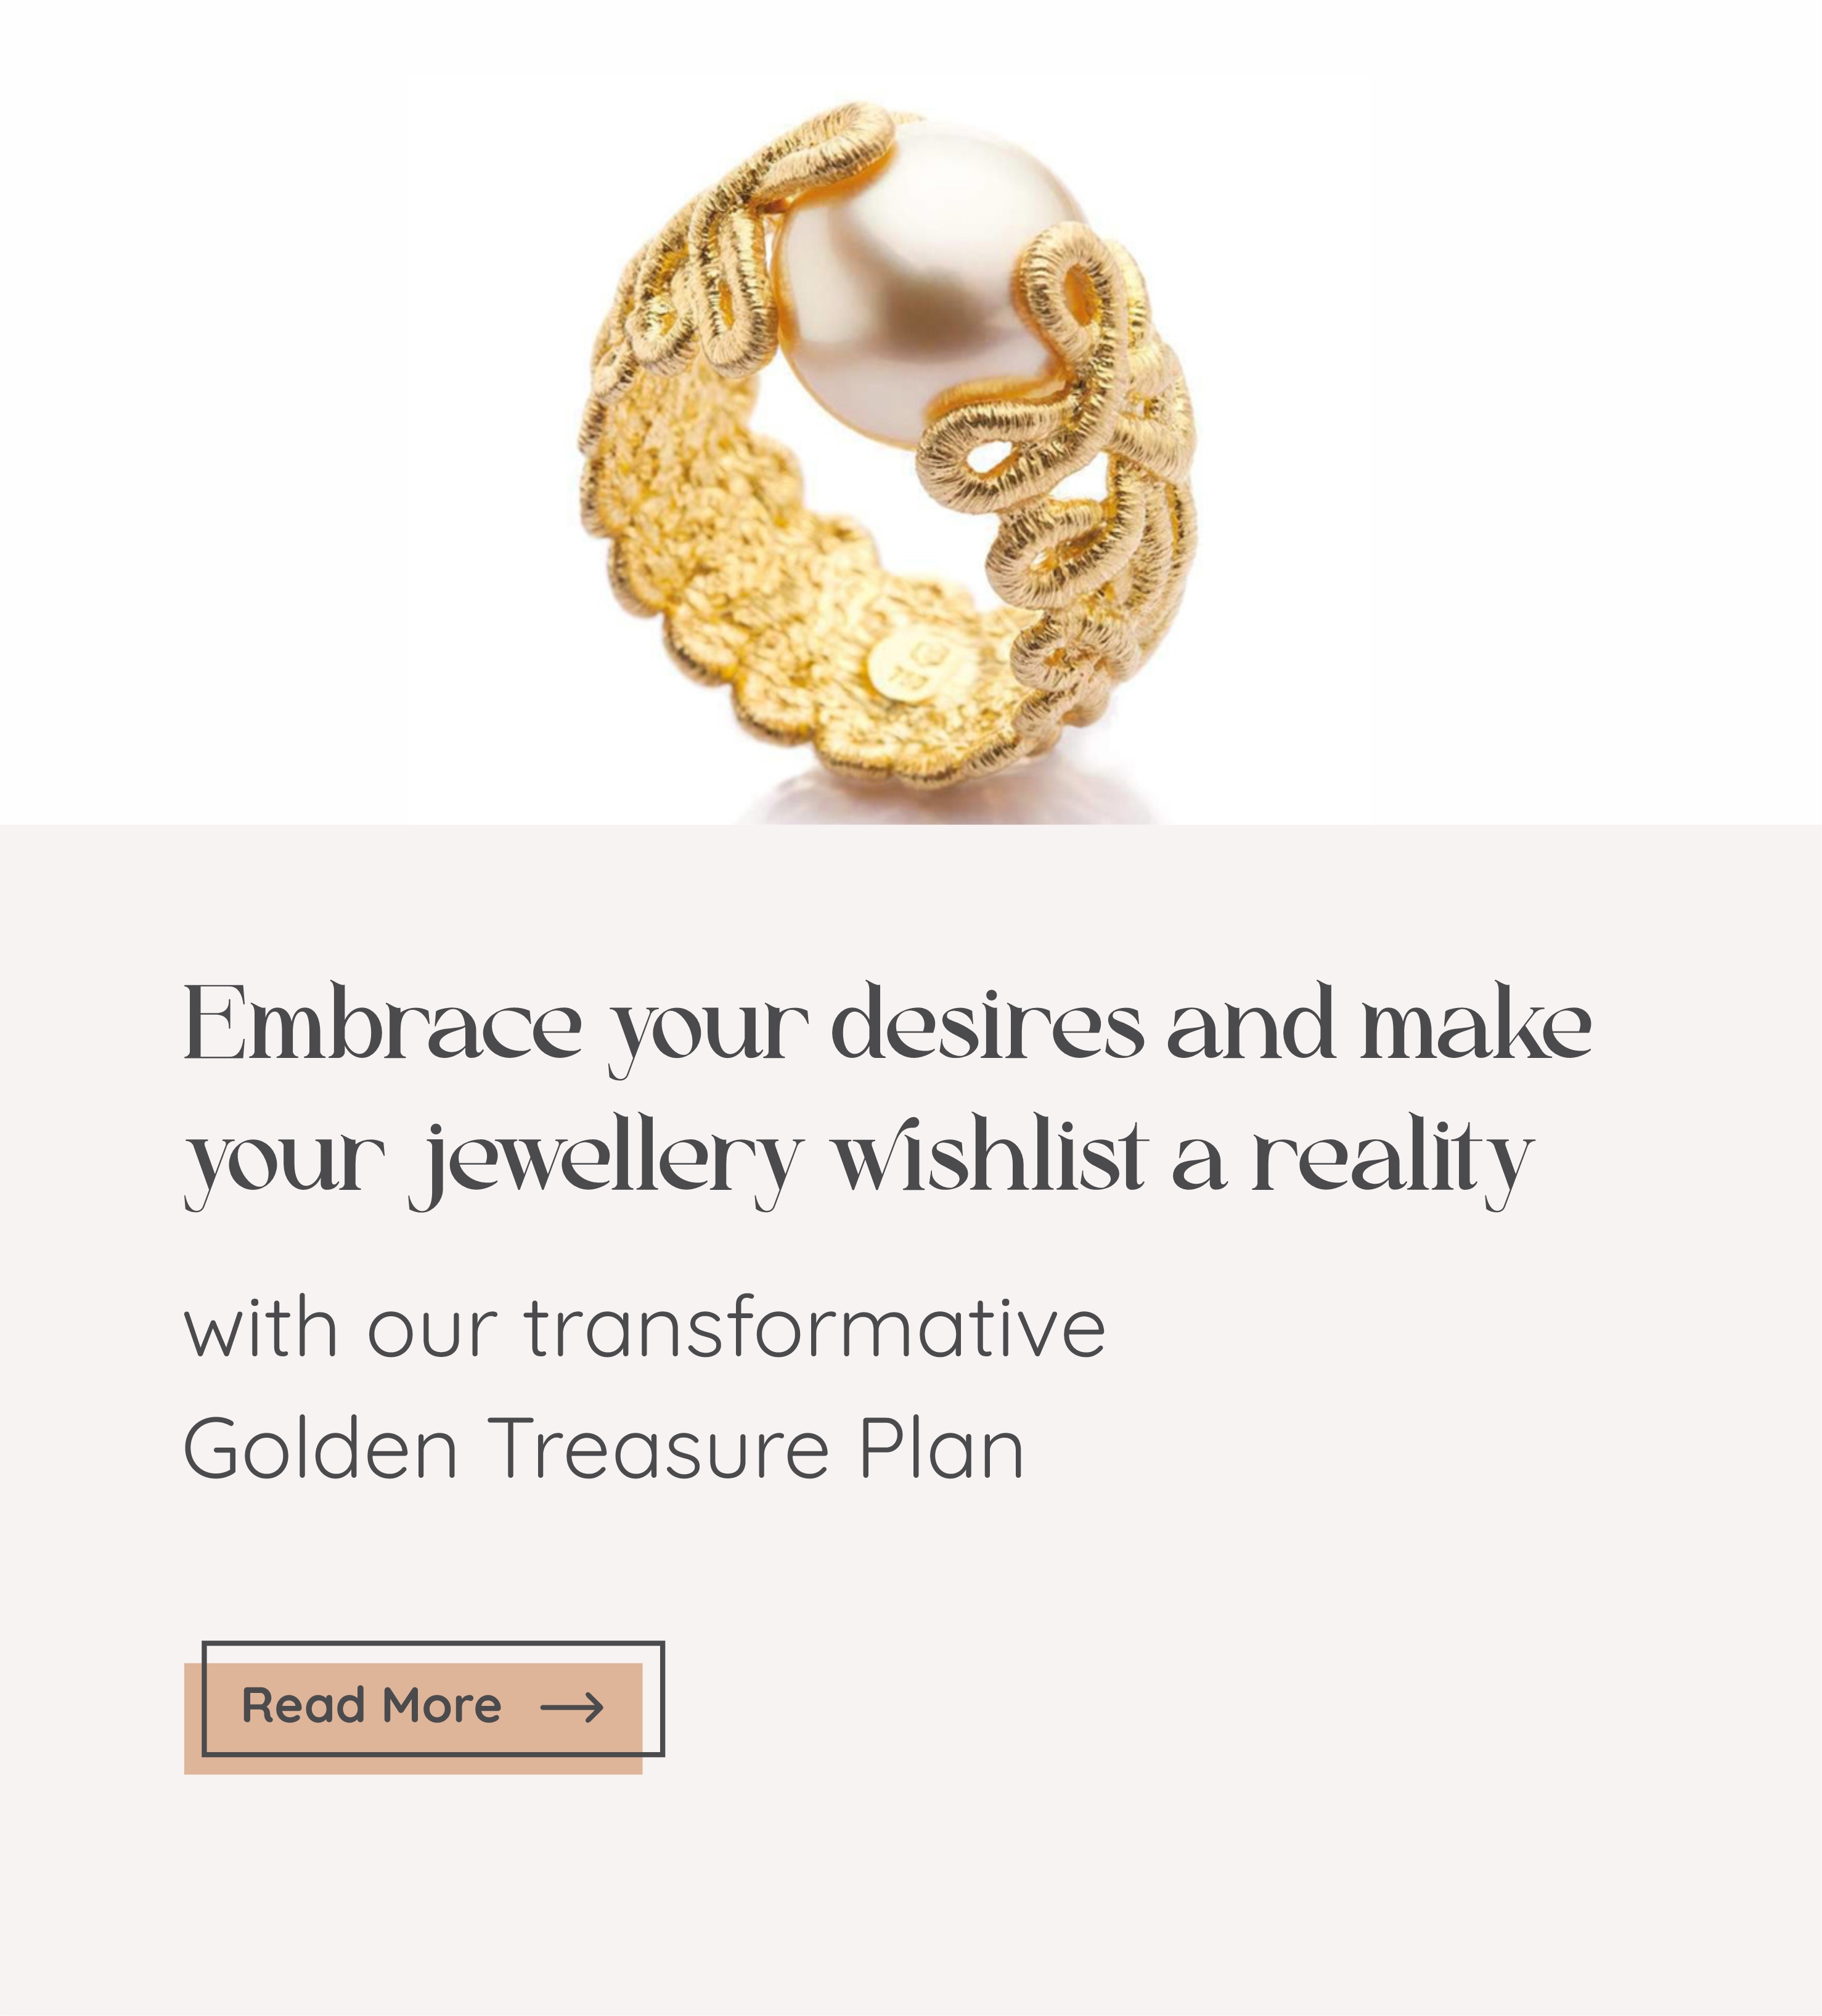 Embrace your desires and make
your jewellery wishlist a reality
with our transformative
Golden Treasure Plan
Read More